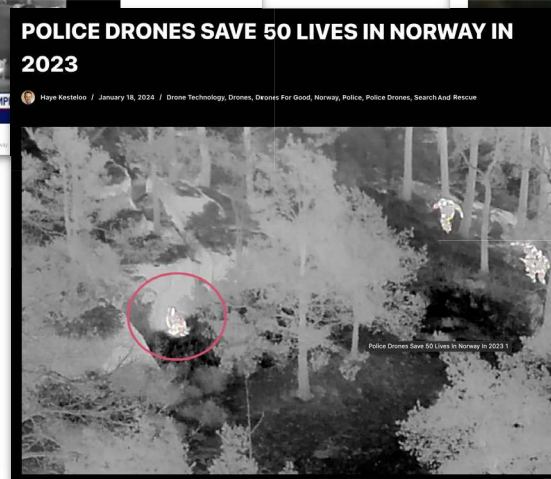 POLICE DRONES SAVE 50 LIVES IN NORWAY IN
2023
Haye Kesteloo / January 18, 2024 / Drone Technology, Drones, Drones For Good, Norway, Police, Police Drones, Search And Rescue
Police Drones Save 50 Lives In Norway In 2023 1